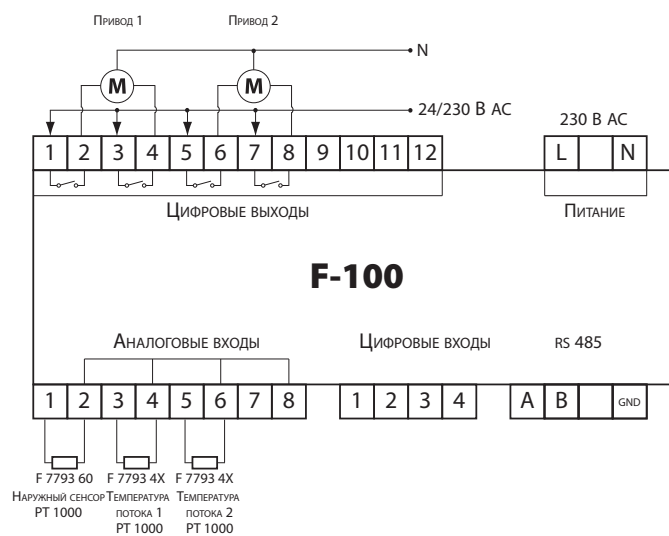 Привод 1 Привод 2
N
M M
24/230 В АС
230 В АС
1 2 3 4 5 6 7 8 9 10 11 12 L N
Цифровые выходы Питание
F-100
Аналоговые входы Цифровые входы RS 485
1 2 3 4 5 6 7 8 1 2 3 4 A B GND
F 7793 60 F 7793 4X F 7793 4X
Наружный сенсор Температура Температура
PT 1000 потока 1 потока 2
PT 1000 PT 1000